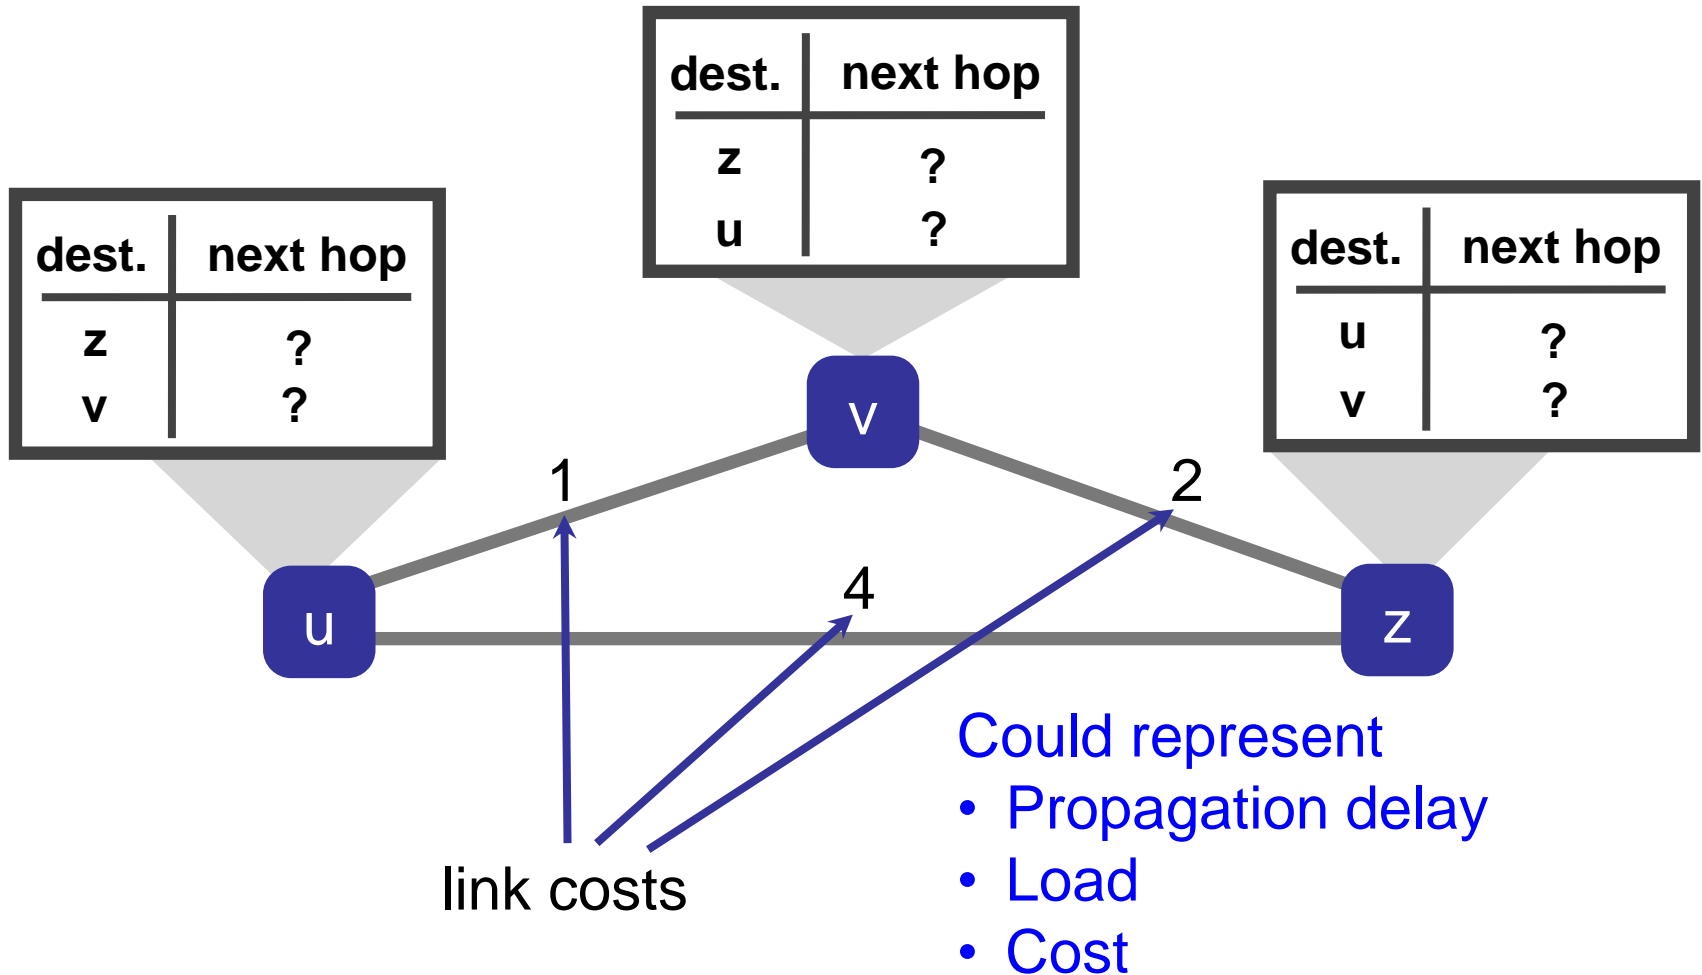 dest. next hop
z ?
u ?
dest. next hop
z ?
v ?
dest. next hop
u ?
v ?
v
1
2
4
u
z
link costs
Could represent
• Propagation delay
• Load
• Cost